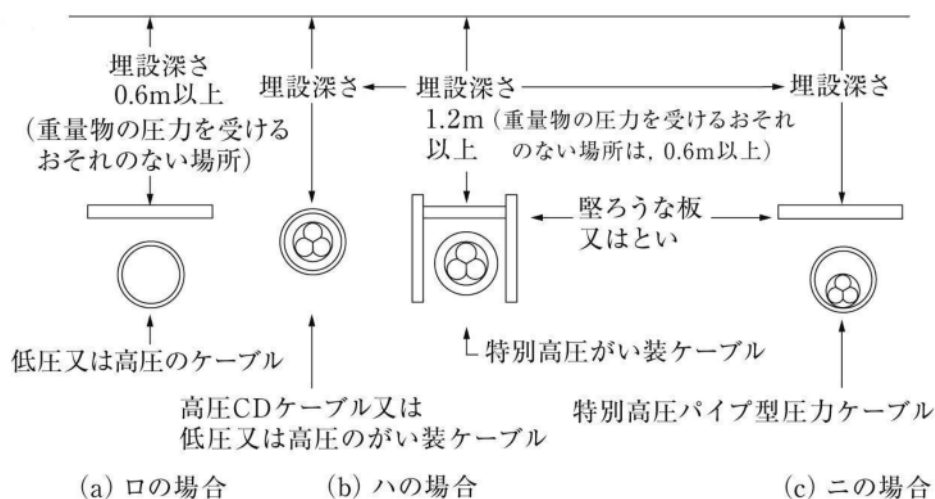 埋設深さ
0.6m以上
（重量物の圧力を受ける
おそれのない場所）
埋設深さ
埋設深さ
1.2m（重量物の圧力を受けるおそれ
以上　のない場所は，0.6m以上）
埋設深さ
堅ろうな板
又はとい
低圧又は高圧のケーブル
特別高圧がい装ケーブル
高圧CDケーブル又は
低圧又は高圧のがい装ケーブル
特別高圧パイプ型圧力ケーブル
(a) ロの場合
(b) ハの場合
(c) ニの場合